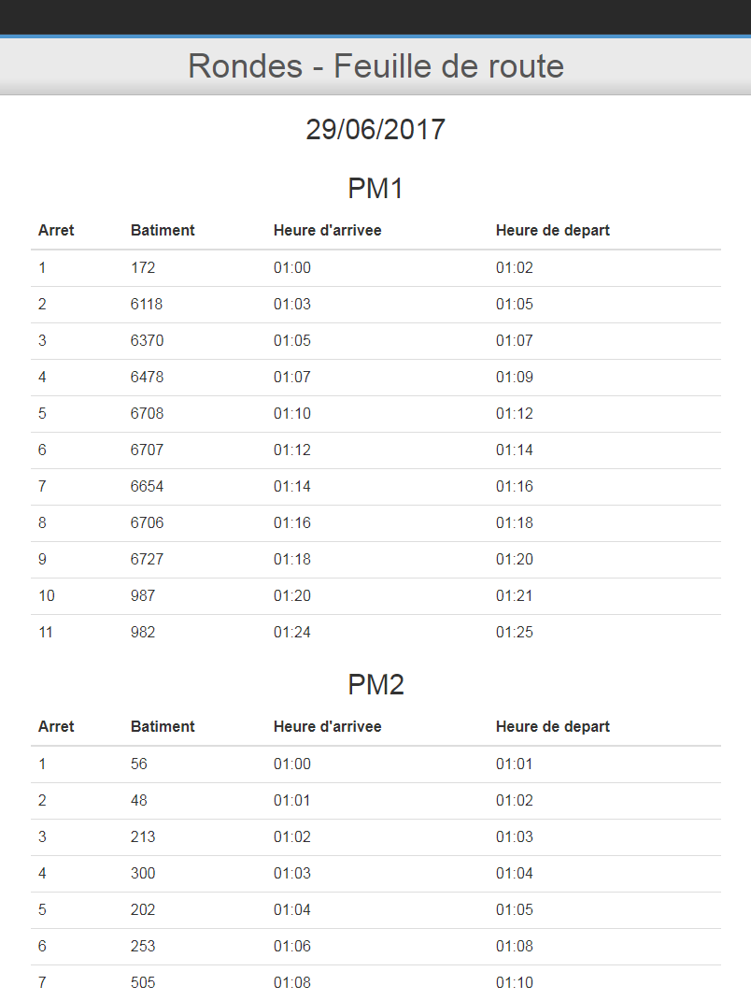 Rondes - Feuille de route
29/06/2017
PM1
Arret Batiment Heure d'arrivee Heure de depart
1 172 01:00 01:02
2 6118 01:03 01:05
3 6370 01:05 01:07
4 6478 01:07 01:09
5 6708 01:10 01:12
6 6707 01:12 01:14
7 6654 01:14 01:16
8 6706 01:16 01:18
9 6727 01:18 01:20
10 987 01:20 01:21
11 982 01:24 01:25
PM2
Arret Batiment Heure d'arrivee Heure de depart
1 56 01:00 01:01
2 48 01:01 01:02
3 213 01:02 01:03
4 300 01:03 01:04
5 202 01:04 01:05
6 253 01:06 01:08
7 505 01:08 01:10